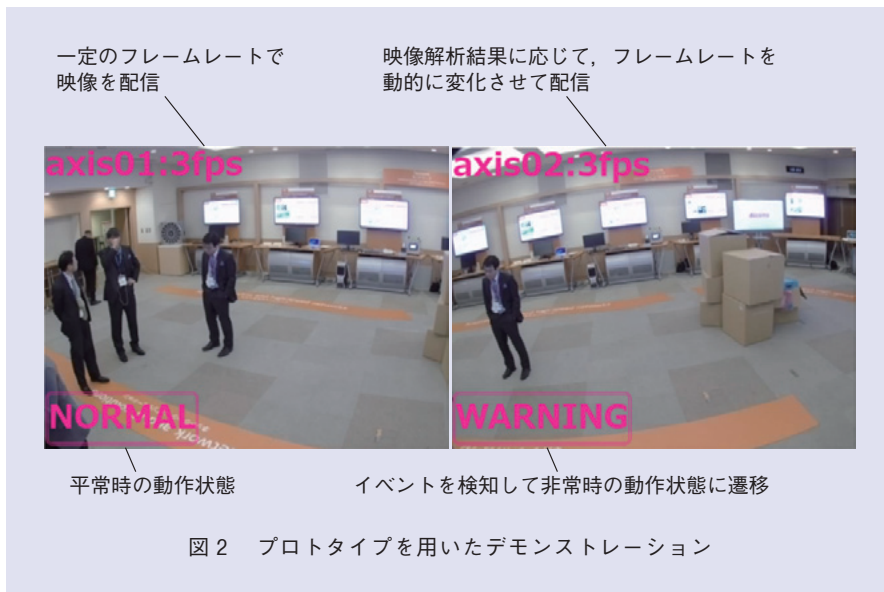 一定のフレームレートで
映像を配信
映像解析結果に応じて，フレームレートを
動的に変化させて配信
axis01:3fps
axis02:3fps
NORMAL
WARNING
平常時の動作状態
イベントを検知して非常時の動作状態に遷移
図2　プロトタイプを用いたデモンストレーション